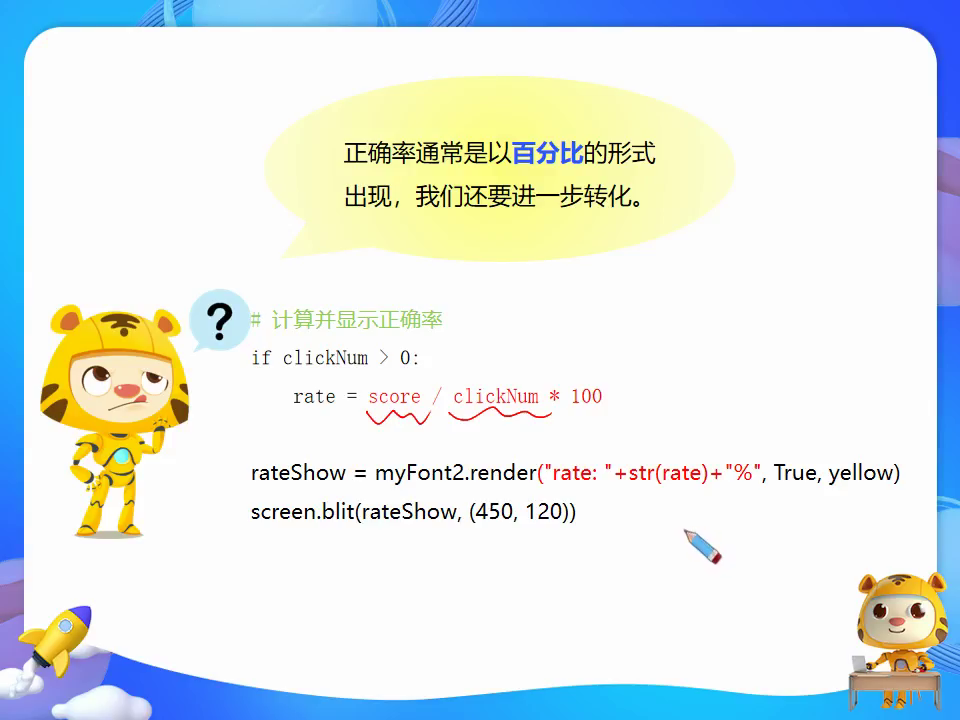 正确率通常是以百分比的形式
出现，我们还要进一步转化。
?
# 计算并显示正确率
if clickNum > 0:
rate = score / clickNum * 100
rateShow = myFont2.render("rate: "+str(rate)+"%", True, yellow)
screen.blit(rateShow, (450, 120))